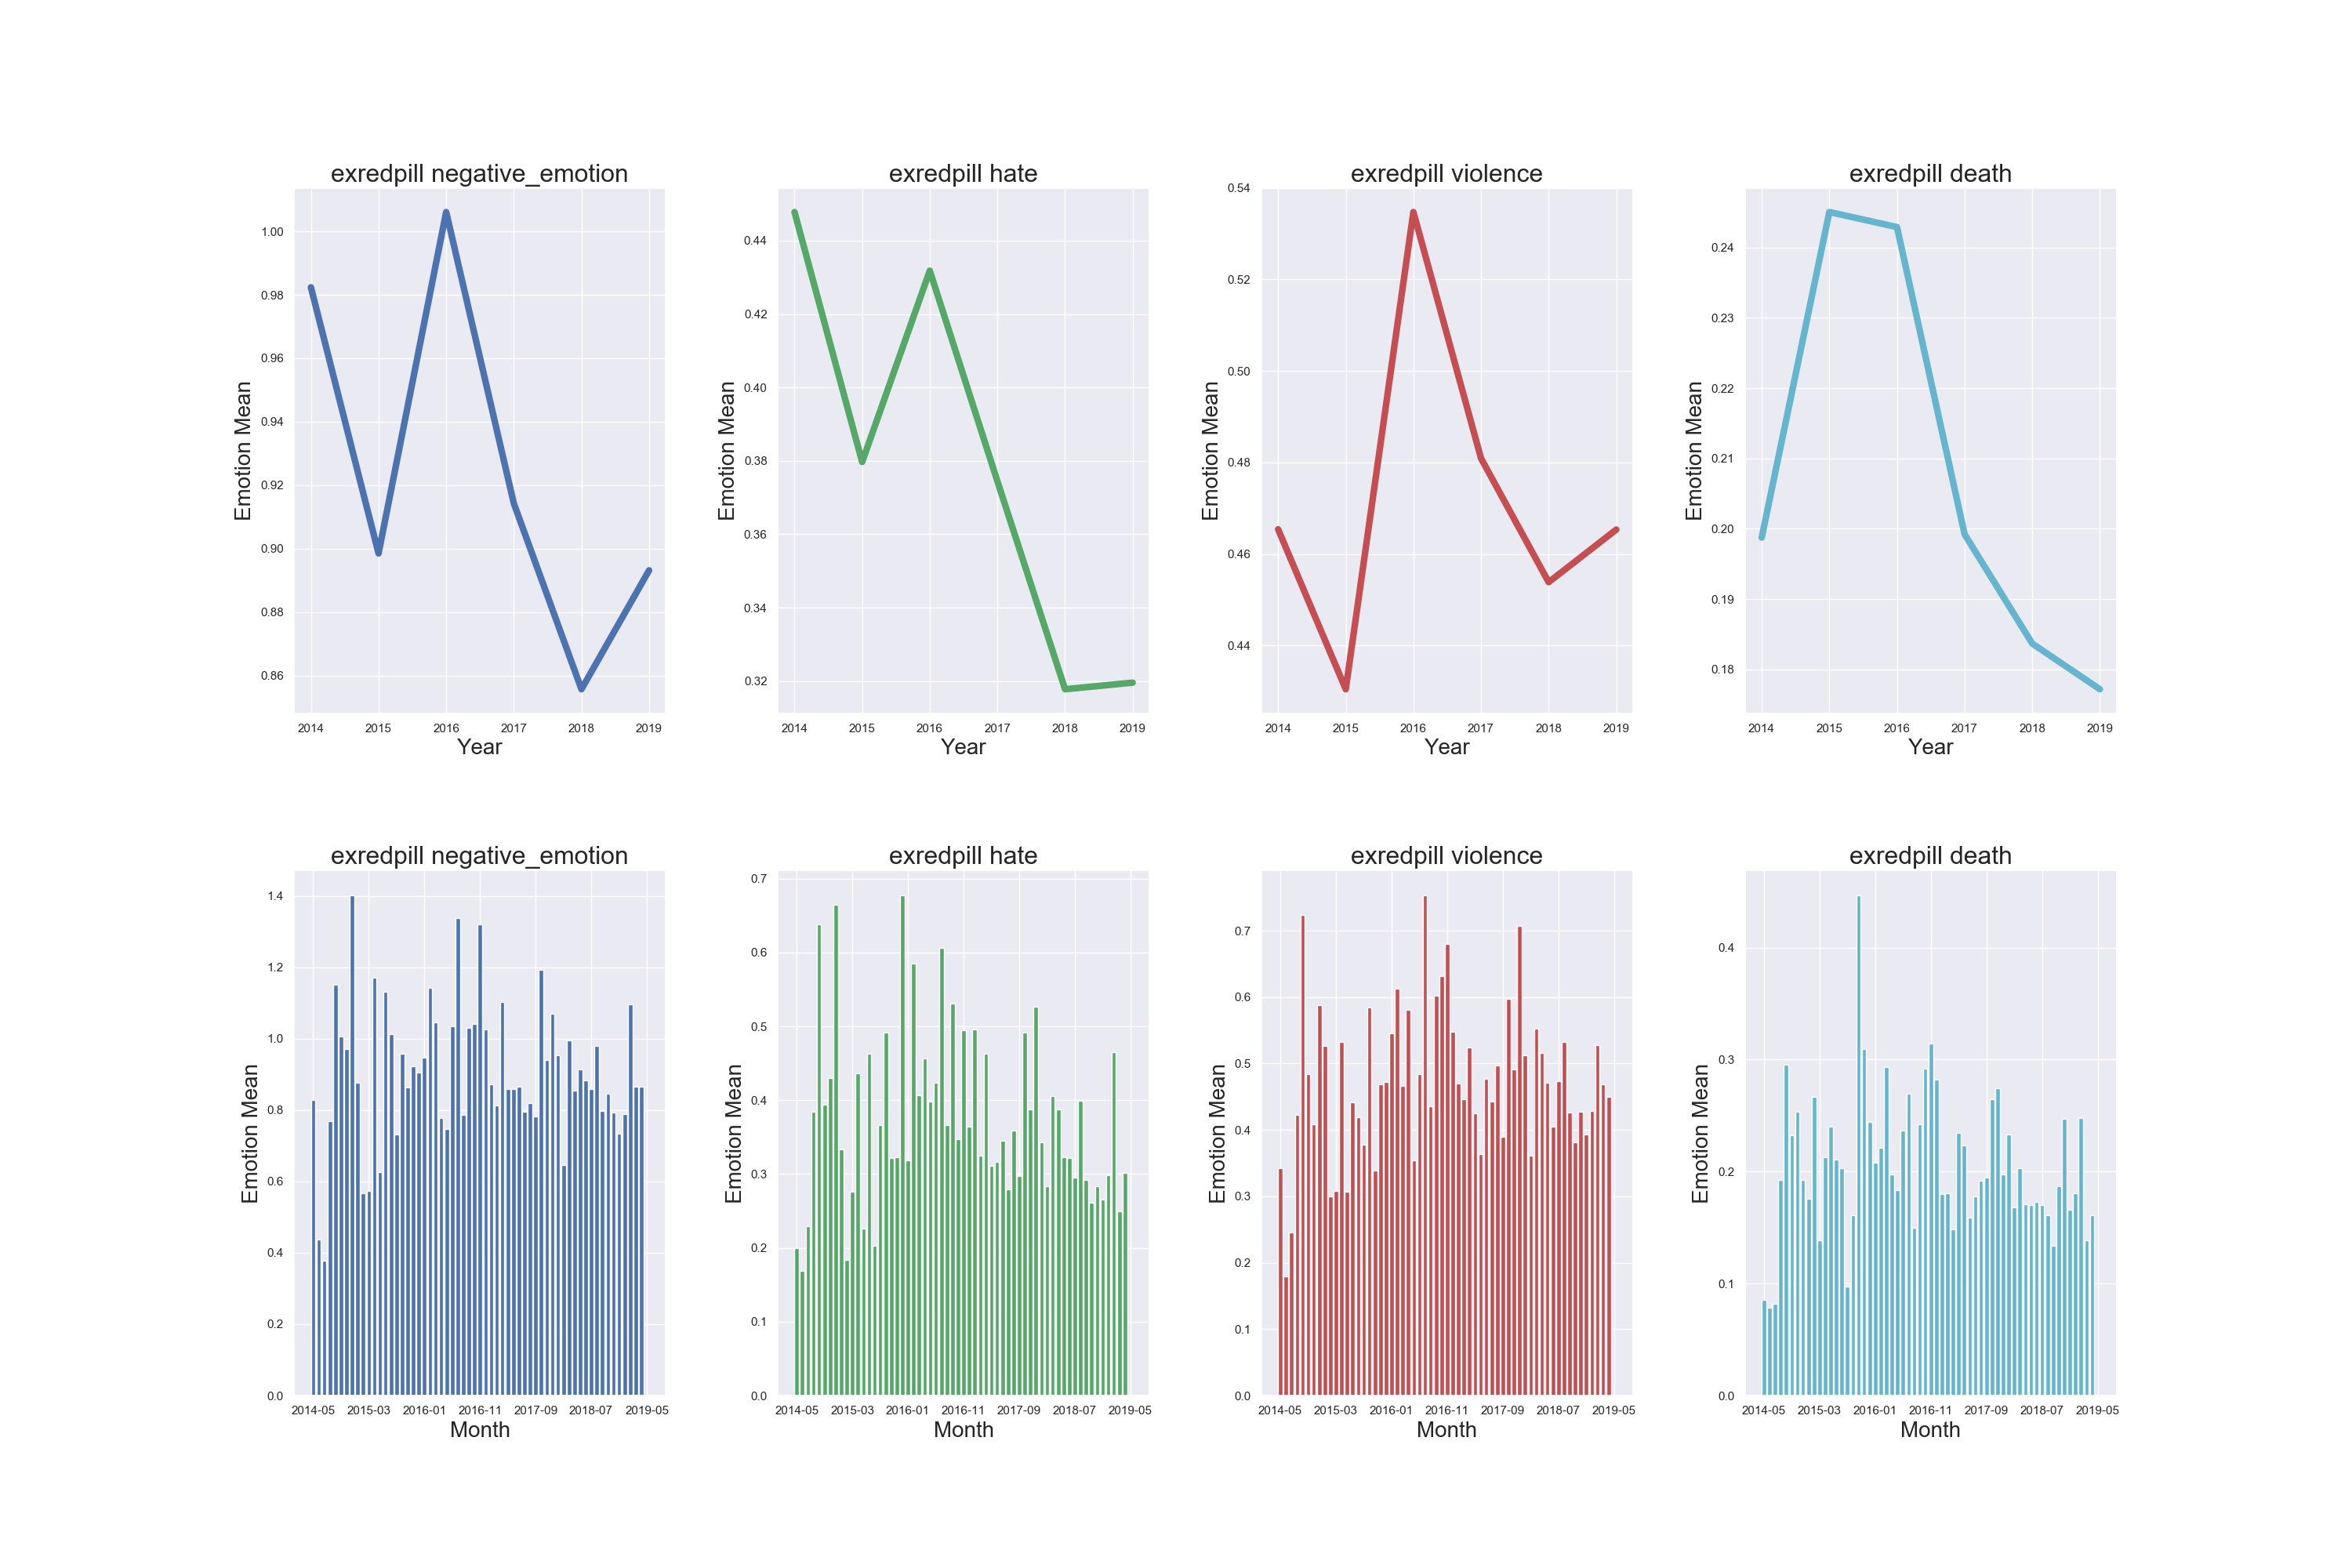 exredpill negative_emotion
Emotion Mean
1.00
0.98
0.96
0.94
0.92
0.90
0.88
0.86
2014 2015 2016 2017 2018 2019
Year
exredpill hate
Emotion Mean
0.44
0.42
0.40
0.38
0.36
0.34
0.32
2014 2015 2016 2017 2018 2019
Year
exredpill violence
Emotion Mean
0.54
0.52
0.50
0.48
0.46
0.44
2014 2015 2016 2017 2018 2019
Year
exredpill death
Emotion Mean
0.24
0.23
0.22
0.21
0.20
0.19
0.18
2014 2015 2016 2017 2018 2019
Year
exredpill negative_emotion
Emotion Mean
1.4
1.2
1.0
0.8
0.6
0.4
0.2
0.0
2014-05 2015-03 2016-01 2016-11 2017-09 2018-07 2019-05
Month
exredpill hate
Emotion Mean
0.7
0.6
0.5
0.4
0.3
0.2
0.1
0.0
2014-05 2015-03 2016-01 2016-11 2017-09 2018-07 2019-05
Month
exredpill violence
Emotion Mean
0.7
0.6
0.5
0.4
0.3
0.2
0.1
0.0
2014-05 2015-03 2016-01 2016-11 2017-09 2018-07 2019-05
Month
exredpill death
Emotion Mean
0.4
0.3
0.2
0.1
0.0
2014-05 2015-03 2016-01 2016-11 2017-09 2018-07 2019-05
Month